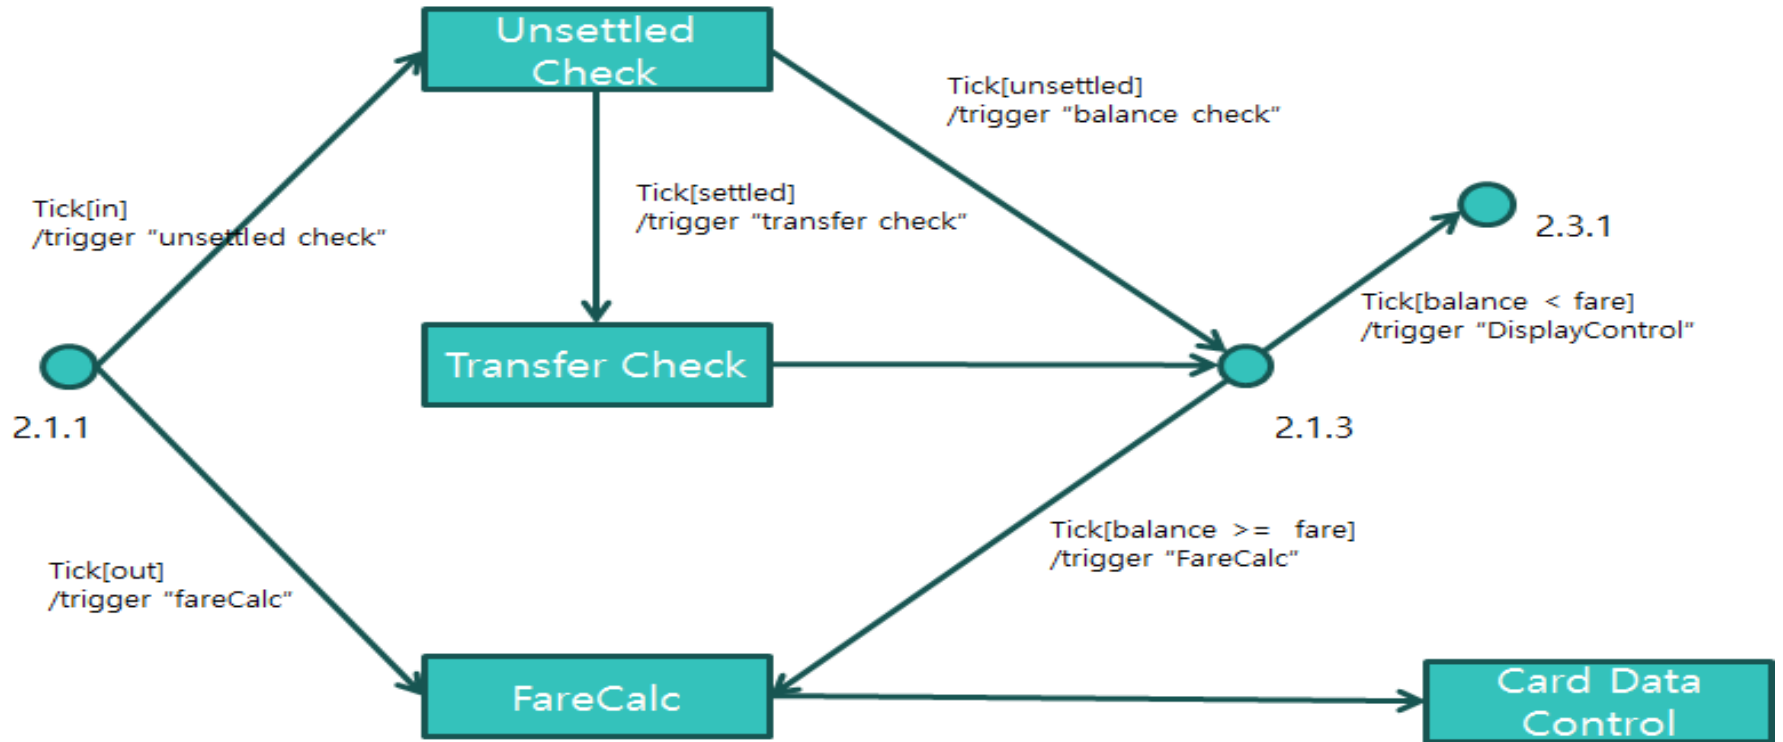 Unsettled
Check
Tick[unsettled]
/trigger "balance check"
Tick[in]
/trigger "unsettled check"
Tick[settled]
/trigger "transfer check"
2.3.1
Tick[balance < fare]
/trigger "DisplayControl"
Transfer Check
2.1.1
2.1.3
Tick[balance >= fare]
/trigger "FareCalc"
Tick[out]
/trigger "fareCalc"
FareCalc
Card Data
Control